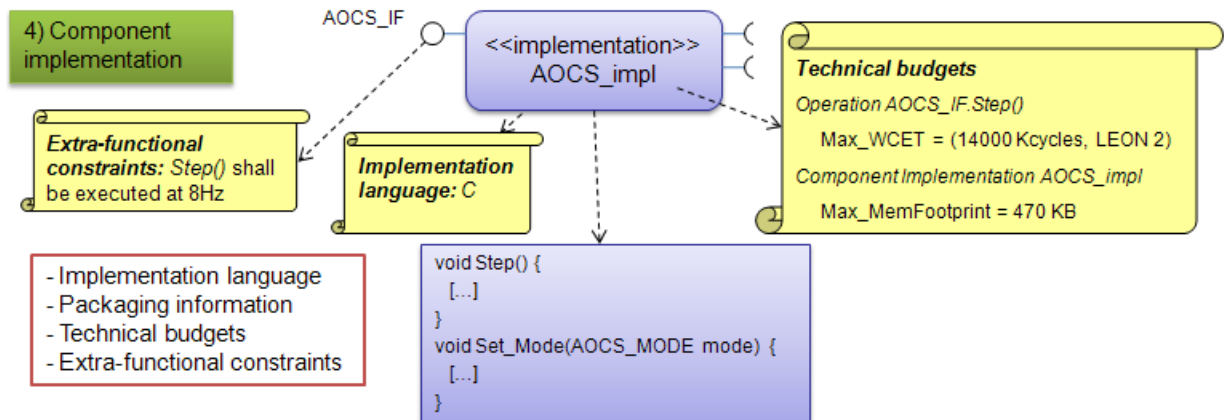 4) Component
implementation
AOCS_IF
<<implementation>>
AOCS_impl
Technical budgets
Operation AOCS_IF.Step()
Max_WCET = (14000 Kcycles, LEON 2)
Component Implementation AOCS_impl
Max_MemFootprint = 470 KB
Extra-functional
constraints: Step() shall
be executed at 8Hz
Implementation
language: C
- Implementation language
- Packaging information
- Technical budgets
- Extra-functional constraints
void Step() {
[...]
}
void Set_Mode(AOCS_MODE mode) {
[...]
}